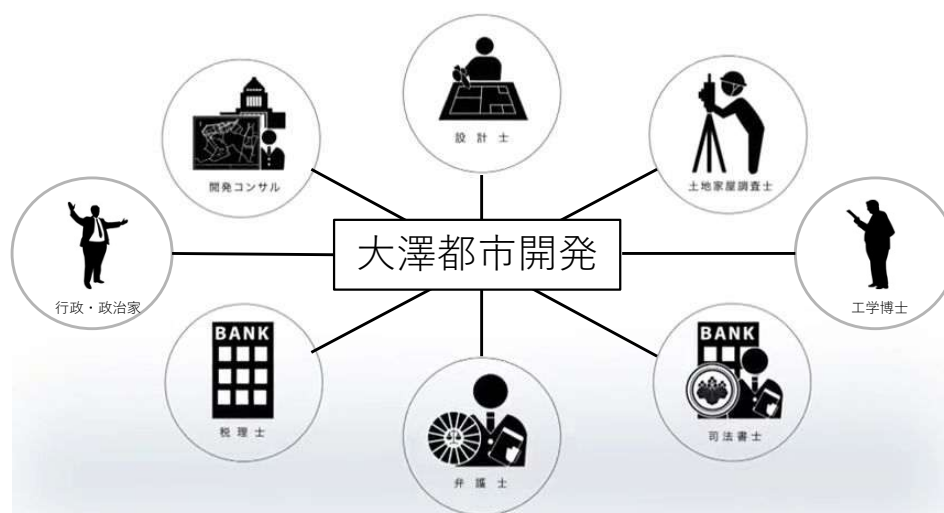 設計士
開発コンサル
土地家屋調査士
大澤都市開発
行政・政治家
工学博士
BANK
税理士
BANK
司法書士
弁護士